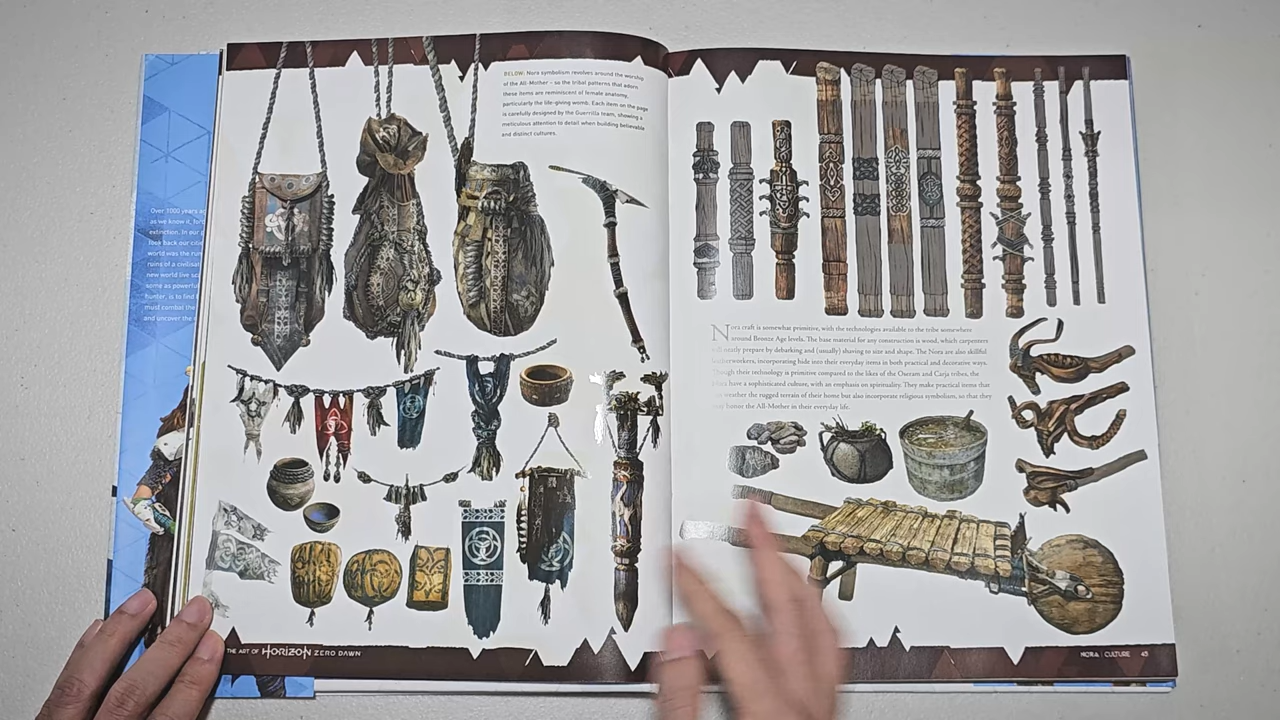 Over 1000 years
as we know it,
extinction. In our
look back our
world was the
ruins of a
new world live
some as powerful
hunter, is to find
must combat the
and uncover the
BELOW: Nora symbolism revolves around the worship
of the All-Mother – so the tribal patterns that adorn
these items are reminiscent of female anatomy,
particularly the life-giving womb. Each item on the page
is carefully designed by the Guerrilla team, showing a
meticulous attention to detail when building believable
and distinct cultures.
THE ART OF HORIZON ZERO DAWN
Nora craft is somewhat primitive, with the technologies available to the tribe somewhere
around Bronze Age levels. The base material for any construction is wood, which carpenters
will neatly prepare by debarking and (usually) shaving to size and shape. The Nora are also skillful
leatherworkers, incorporating hide into their everyday items in both practical and decorative ways.
Though their technology is primitive compared to the likes of the Oseram and Carja tribes, the
have a sophisticated culture, with an emphasis on spirituality. They make practical items that
weather the rugged terrain of their home but also incorporate religious symbolism, so that they
may honor the All-Mother in their everyday life.
NORA | CULTURE 45